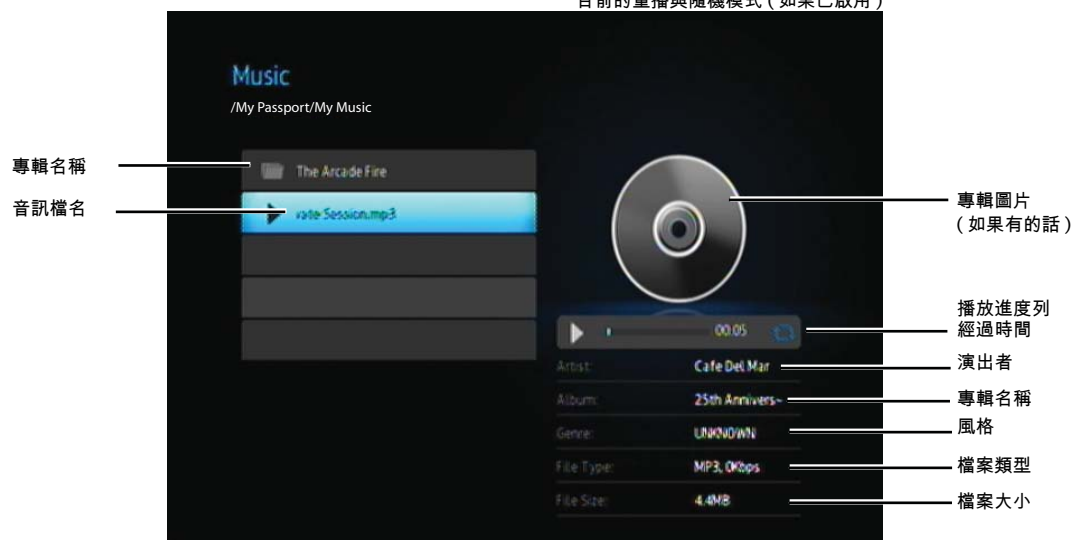 目前的重播與隨機模式 ( 如果已啟用 )
Music
/My Passport/My Music
專輯名稱
The Arcade Fire
音訊檔名
vate Session.mp3
專輯圖片
( 如果有的話 )
播放進度列
經過時間
00:05
Artist: Cafe Del Mar
演出者
Album: 25th Annivers~
專輯名稱
Genre: UNKNOWN
風格
File Type: MP3, 0Kbps
檔案類型
File Size: 4.4MB
檔案大小